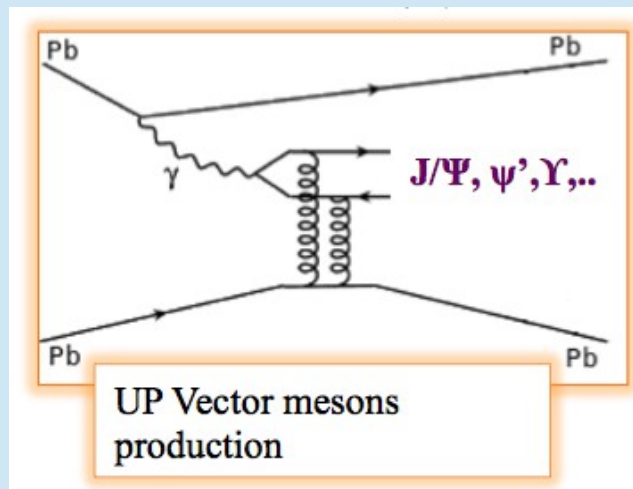 Pb
Pb
γ
J/Ψ, ψ’,ϒ,..
Pb
Pb
UP Vector mesons
production